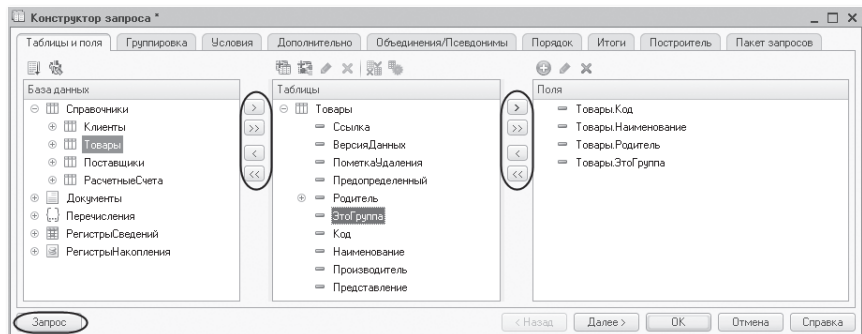 Конструктор запроса *
Таблицы и поля Группировка Условия Дополнительно Объединения/Псевдонимы Порядок Итоги Построитель Пакет запросов
База данных
Справочники
Клиенты
Товары
Поставщики
РасчетныеСчета
Документы
Перечисления
РегистрыСведений
РегистрыНакопления
Таблицы
Товары
Ссылка
ВерсияДанных
ПометкаУдаления
Предопределенный
Родитель
ЭтоГруппа
Код
Наименование
Производитель
Представление
Поля
Товары.Код
Товары.Наименование
Товары.Родитель
Товары.ЭтоГруппа
>
>>
<
<<
>
>>
<
<<
Запрос < Назад Далее > OK Отмена Справка